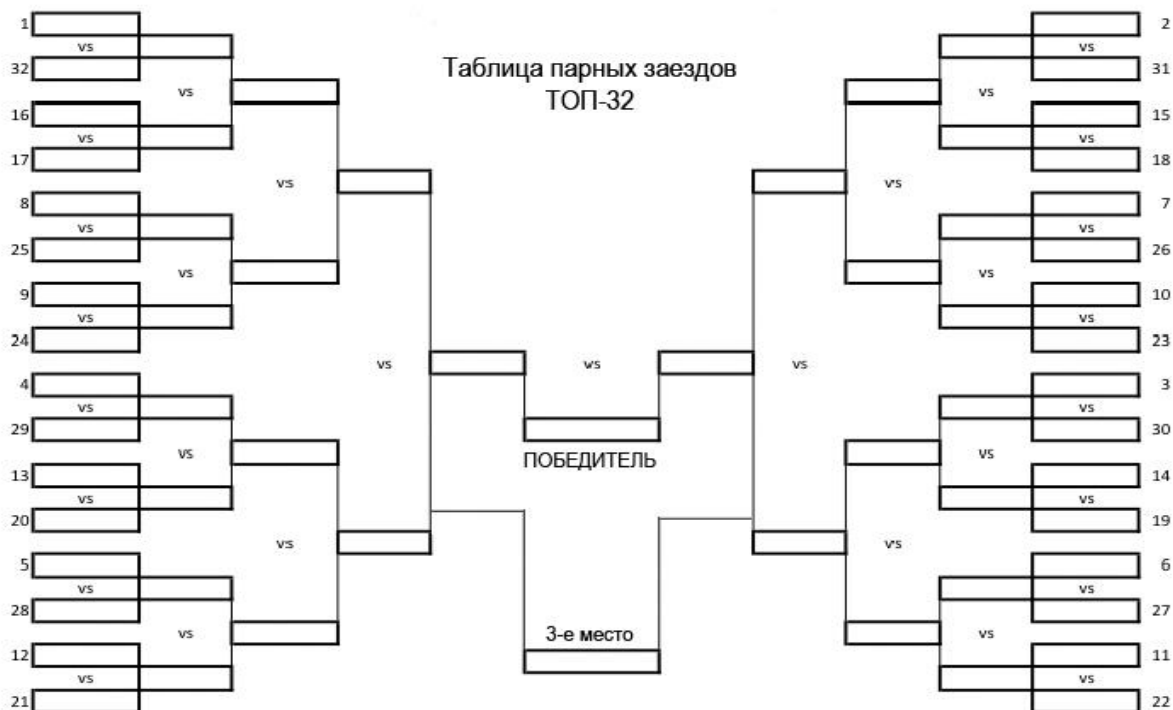 Таблица парных заездов
ТОП-32
1
vs
32
vs
16
vs
17
vs
8
vs
25
vs
9
vs
24
vs
4
vs
29
vs
13
vs
20
vs
5
vs
28
vs
12
vs
21
vs
ПОБЕДИТЕЛЬ
3-е место
2
vs
31
vs
15
vs
18
vs
7
vs
26
vs
10
vs
23
vs
3
vs
30
vs
14
vs
19
vs
6
vs
27
vs
11
vs
22